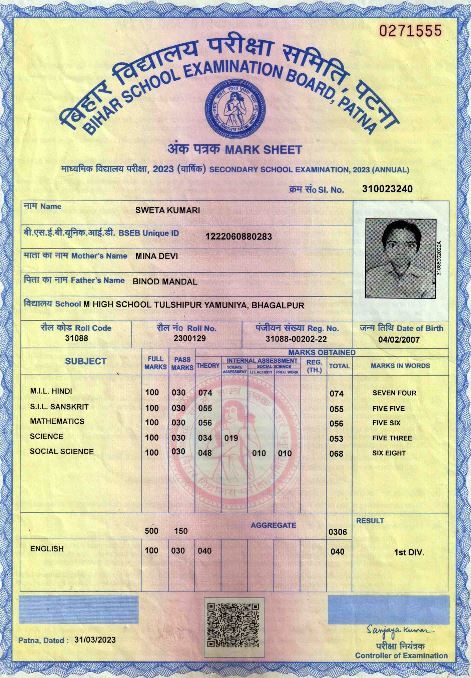 0271555
बिहार विद्यालय परीक्षा समिति, पटना
BIHAR SCHOOL EXAMINATION BOARD, PATNA
अंक पत्रक MARK SHEET
माध्यमिक विद्यालय परीक्षा, 2023 (वार्षिक) SECONDARY SCHOOL EXAMINATION, 2023 (ANNUAL)
क्रम सं० Sl. No. 310023240
नाम Name SWETA KUMARI
बी.एस.ई.बी.यूनिक.आई.डी. BSEB Unique ID 1222060880283
माता का नाम Mother's Name MINA DEVI
पिता का नाम Father's Name BINOD MANDAL
विद्यालय School M HIGH SCHOOL TULSHIPUR YAMUNIYA, BHAGALPUR
रौल कोड Roll Code रौल नं० Roll No. पंजीयन संख्या Reg. No. जन्म तिथि Date of Birth
31088 2300129 31088-00202-22 04/02/2007
SUBJECT FULL MARKS PASS MARKS MARKS OBTAINED
THEORY INTERNAL ASSESSMENT REG. (TH.) TOTAL MARKS IN WORDS
SCIENCE ASSESSMENT SOCIAL SCIENCE
M.I.L. HINDI 100 030 074 074 SEVEN FOUR
S.I.L. SANSKRIT 100 030 055 055 FIVE FIVE
MATHEMATICS 100 030 056 056 FIVE SIX
SCIENCE 100 030 034 019 053 FIVE THREE
SOCIAL SCIENCE 100 030 048 010 010 068 SIX EIGHT
500 150 AGGREGATE 0306 RESULT
ENGLISH 100 030 040 040 1st DIV.
Patna, Dated : 31/03/2023
Sanjaya Kumar
परीक्षा नियंत्रक
Controller of Examination